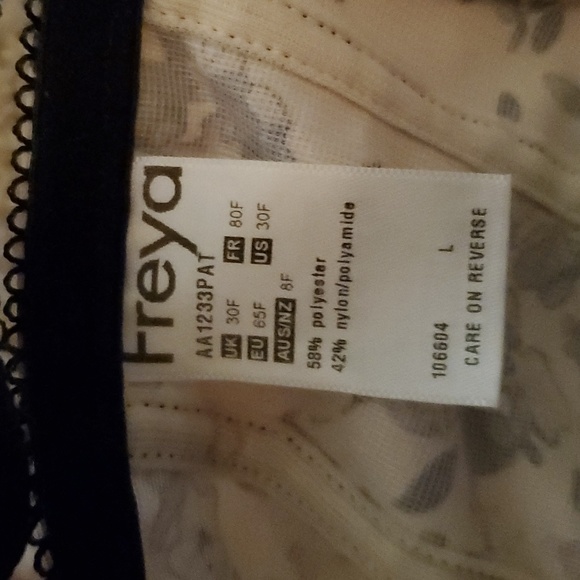 Freya
AA1233PAT
UK 30F FR 80F
EU 65F US 30F
AUS/NZ 8F
58% polyester
42% nylon/polyamide
106604 L
CARE ON REVERSE